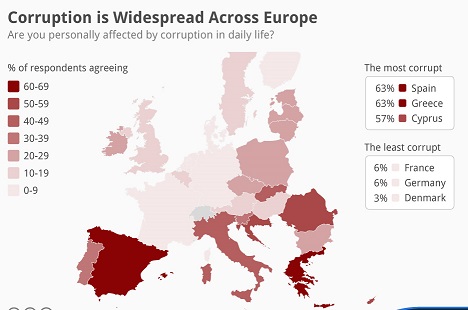 Corruption is Widespread Across Europe
Are you personally affected by corruption in daily life?
% of respondents agreeing
60-69
50-59
40-49
30-39
20-29
10-19
0-9
The most corrupt
63% Spain
63% Greece
57% Cyprus
The least corrupt
6% France
6% Germany
3% Denmark